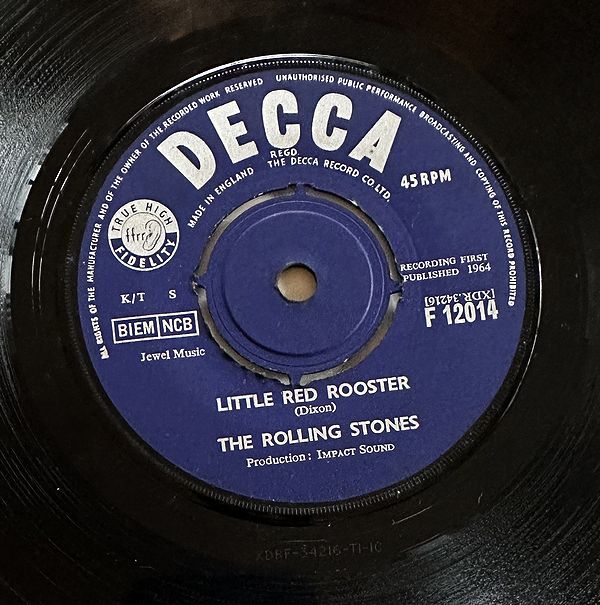 ALL RIGHTS OF THE MANUFACTURER AND OF THE OWNER OF THE RECORDED WORK RESERVED UNAUTHORISED PUBLIC PERFORMANCE BROADCASTING AND COPYING OF THIS RECORD PROHIBITED
DECCA
REGD.
MADE IN ENGLAND THE DECCA RECORD CO. LTD.
45 RPM
TRUE HIGH
ffrr
FIDELITY
RECORDING FIRST
PUBLISHED 1964
K/T S
[XDR.34216]
F 12014
BIEM NCB
Jewel Music
LITTLE RED ROOSTER
(Dixon)
THE ROLLING STONES
Production: IMPACT SOUND
XDRF-34216-T1-1C